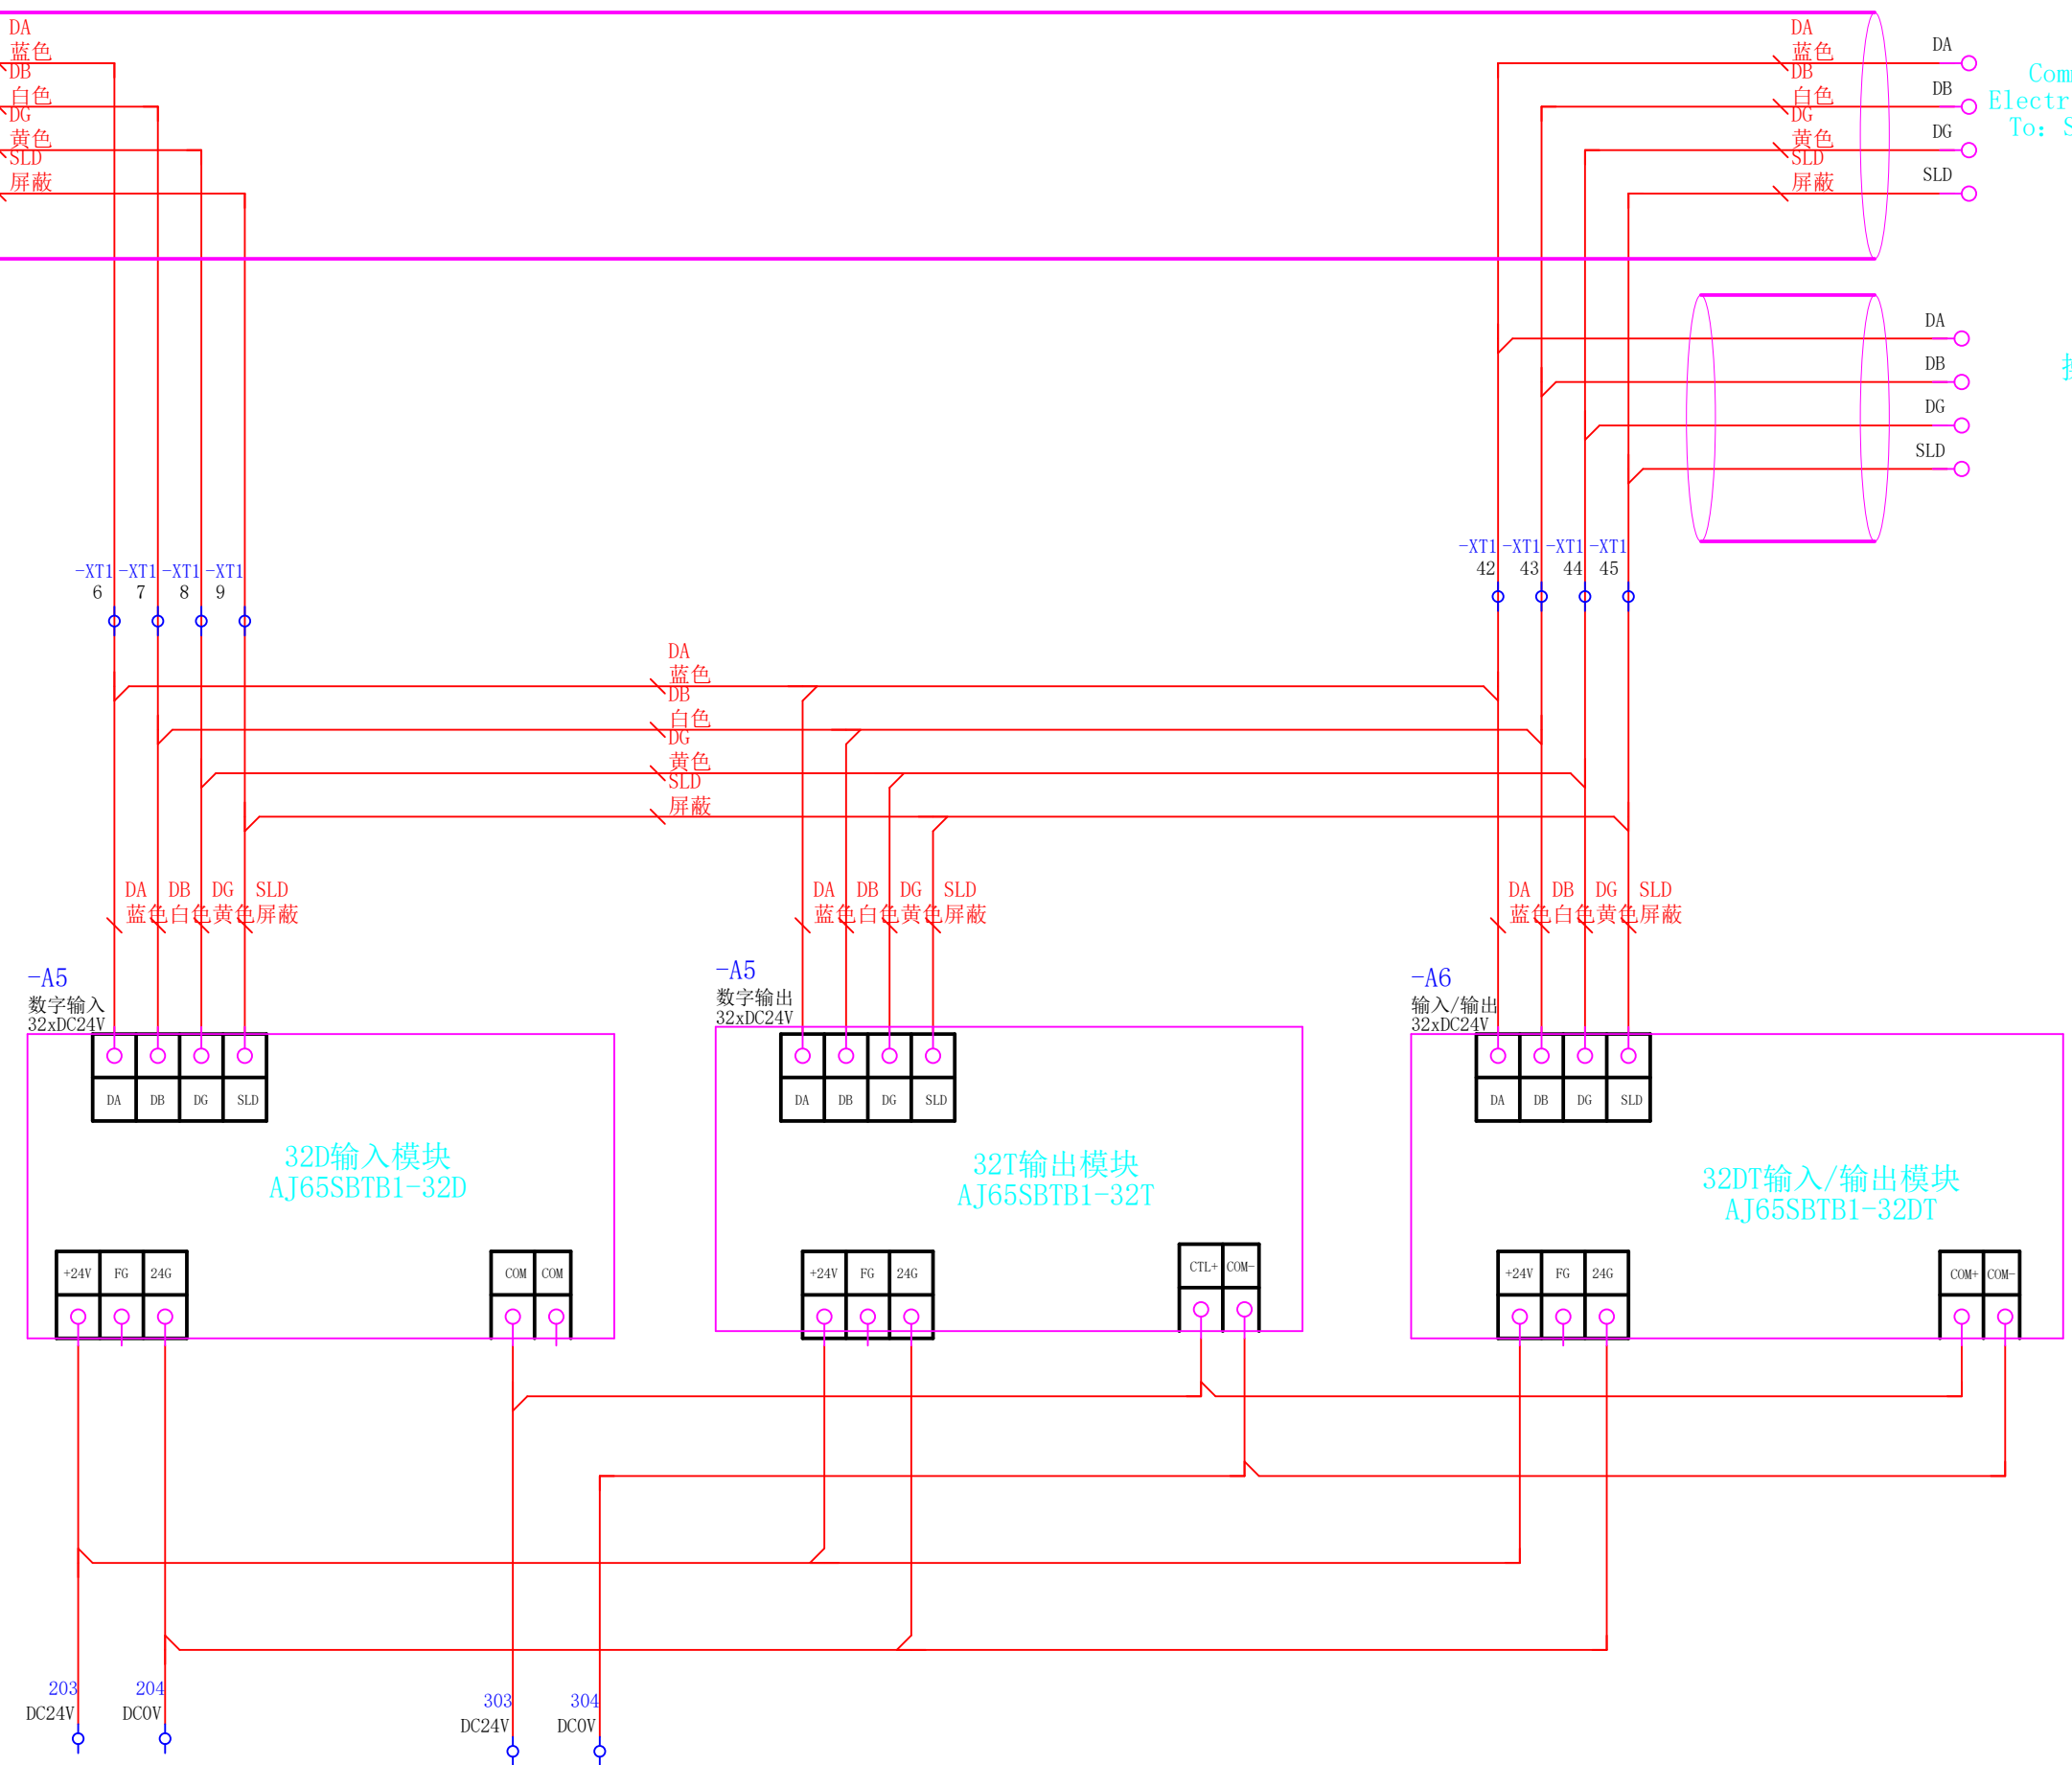 DA
蓝色
DB
白色
DG
黄色
SLD
屏蔽
DA
蓝色
DB
白色
DG
黄色
SLD
屏蔽
DA
DB
DG
SLD
Com
Electr
To: S
DA
DB
DG
SLD
-XT1 -XT1 -XT1 -XT1
6 7 8 9
-XT1 -XT1 -XT1 -XT1
42 43 44 45
DA
蓝色
DB
白色
DG
黄色
SLD
屏蔽
DA DB DG SLD
蓝色 白色 黄色 屏蔽
DA DB DG SLD
蓝色 白色 黄色 屏蔽
DA DB DG SLD
蓝色 白色 黄色 屏蔽
-A5
数字输入
32xDC24V
DA DB DG SLD
32D输入模块
AJ65SBTB1-32D
+24V FG 24G
COM COM
-A5
数字输出
32xDC24V
DA DB DG SLD
32T输出模块
AJ65SBTB1-32T
+24V FG 24G
CTL+ COM-
-A6
输入/输出
32xDC24V
DA DB DG SLD
32DT输入/输出模块
AJ65SBTB1-32DT
+24V FG 24G
COM+ COM-
203
DC24V
204
DC0V
303
DC24V
304
DC0V